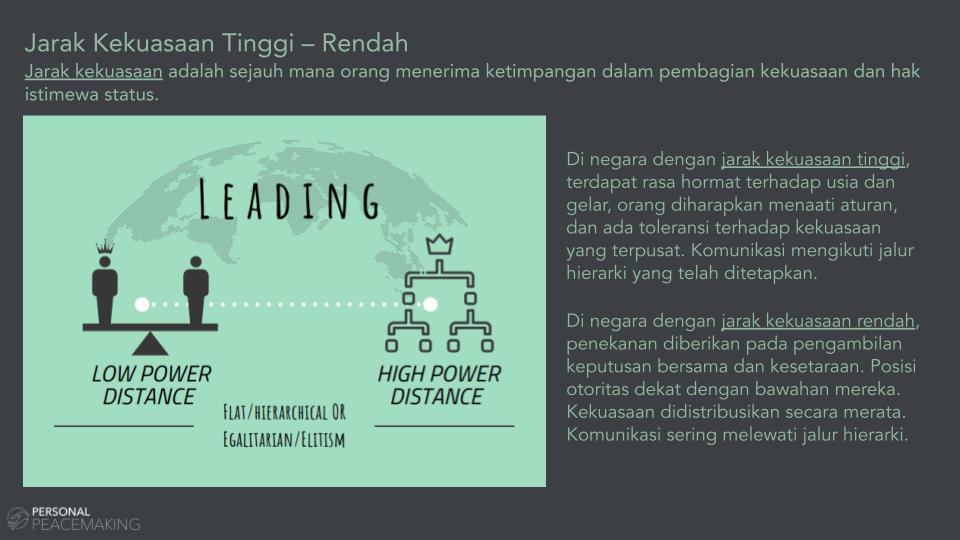 Jarak Kekuasaan Tinggi – Rendah
Jarak kekuasaan adalah sejauh mana orang menerima ketimpangan dalam pembagian kekuasaan dan hak
istimewa status.
LEADING
LOW POWER
DISTANCE
HIGH POWER
DISTANCE
FLAT/HIERARCHICAL OR
EGALITARIAN/ELITISM
Di negara dengan jarak kekuasaan tinggi,
terdapat rasa hormat terhadap usia dan
gelar, orang diharapkan menaati aturan,
dan ada toleransi terhadap kekuasaan
yang terpusat. Komunikasi mengikuti jalur
hierarki yang telah ditetapkan.
Di negara dengan jarak kekuasaan rendah,
penekanan diberikan pada pengambilan
keputusan bersama dan kesetaraan. Posisi
otoritas dekat dengan bawahan mereka.
Kekuasaan didistribusikan secara merata.
Komunikasi sering melewati jalur hierarki.
PERSONAL
PEACEMAKING